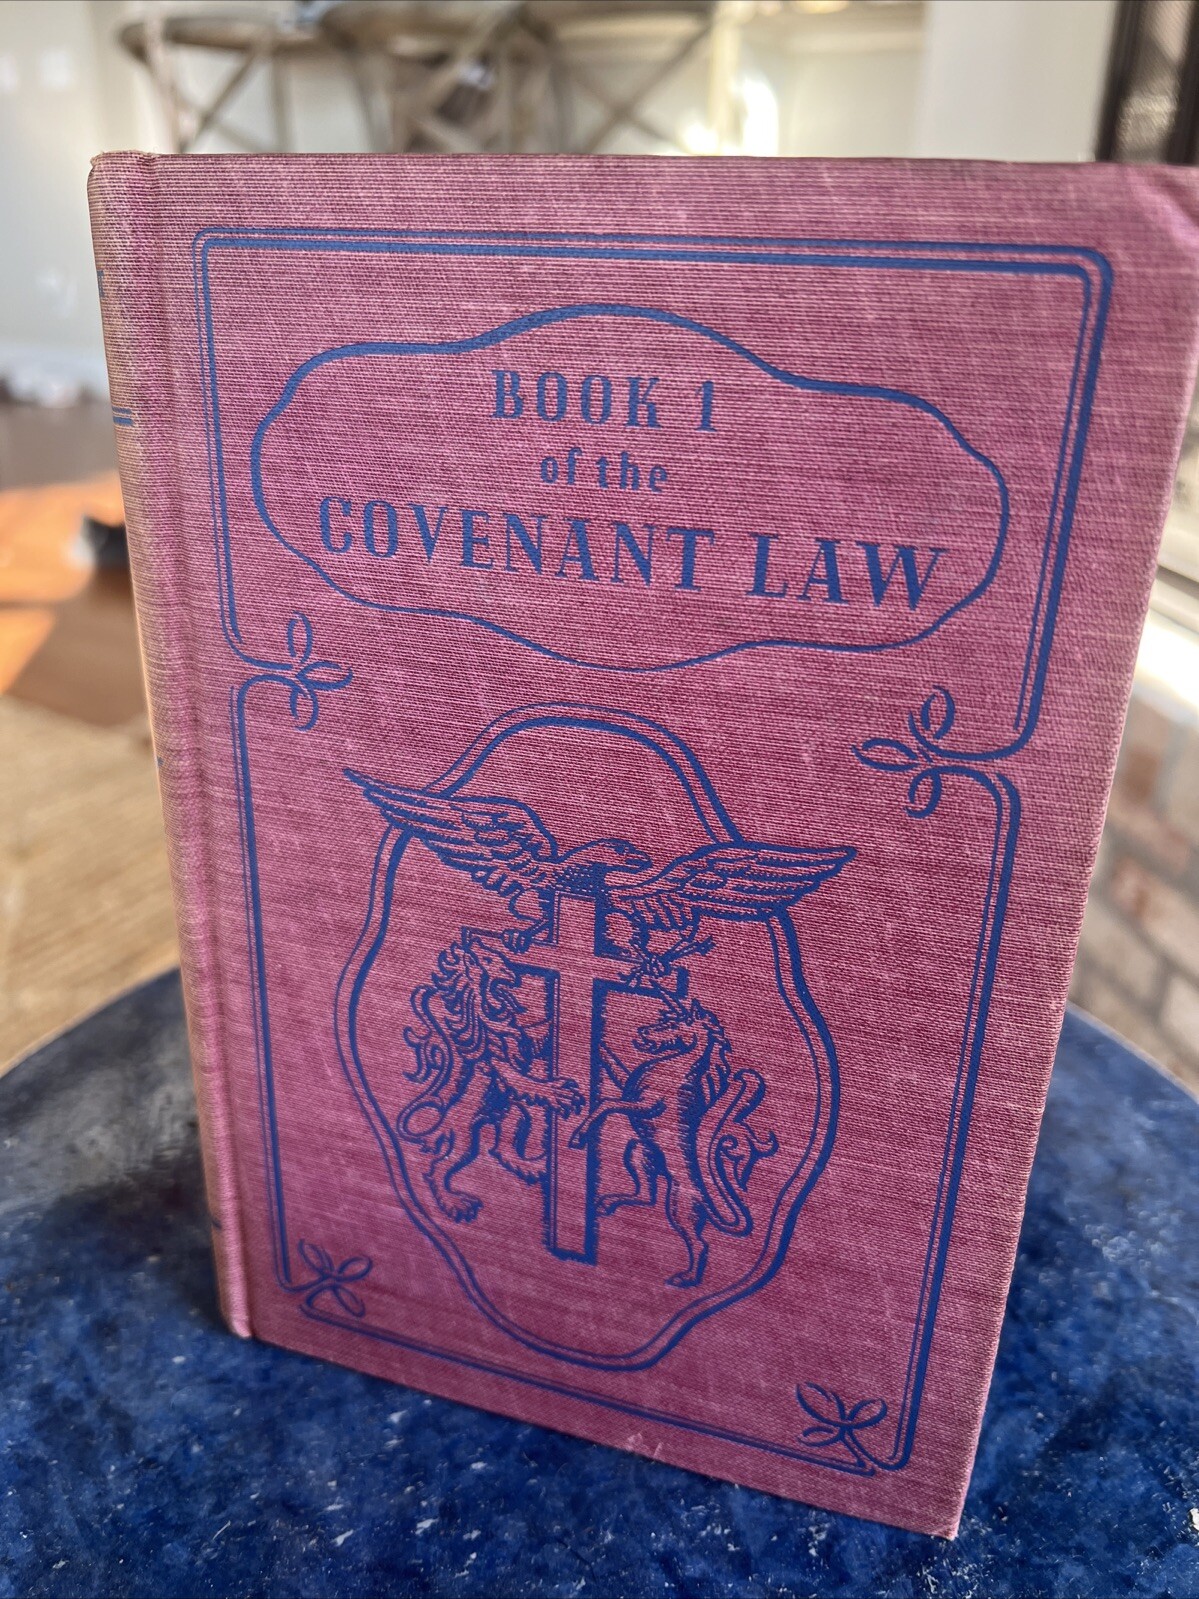 BOOK 1
of the
COVENANT LAW